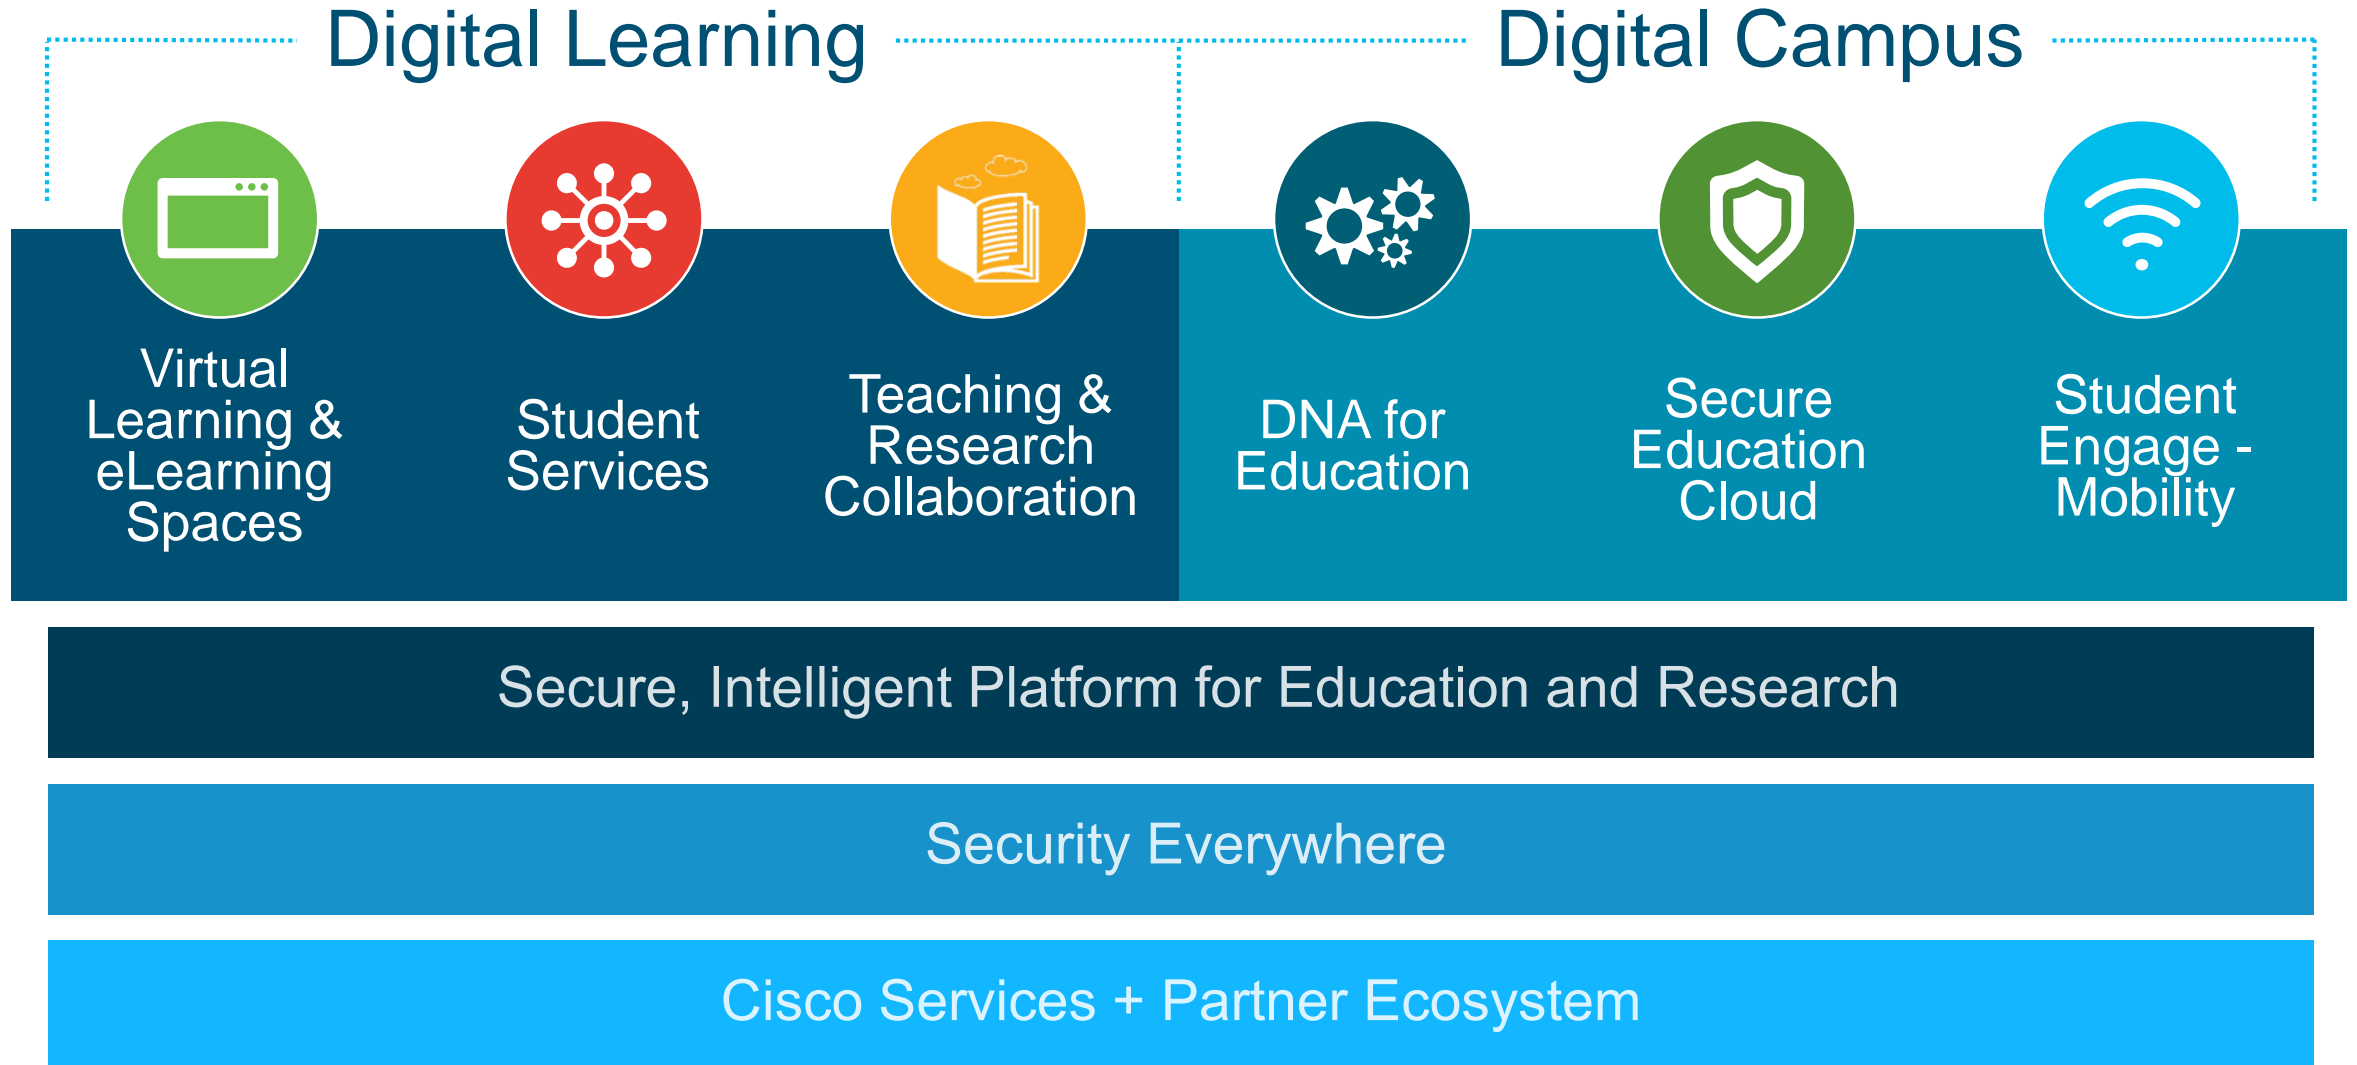 Digital Learning
Digital Campus
Virtual
Learning &
eLearning
Spaces
Student
Services
Teaching &
Research
Collaboration
DNA for
Education
Secure
Education
Cloud
Student
Engage -
Mobility
Secure, Intelligent Platform for Education and Research
Security Everywhere
Cisco Services + Partner Ecosystem